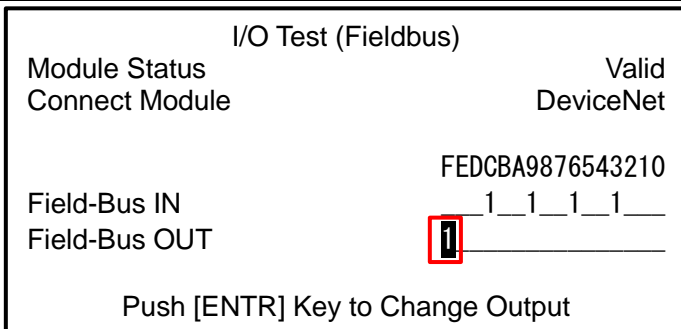 I/O Test (Fieldbus)
Module Status Valid
Connect Module DeviceNet
FEDCBA9876543210
Field-Bus IN ___1__1__1__1___
Field-Bus OUT 1_______________
Push [ENTR] Key to Change Output